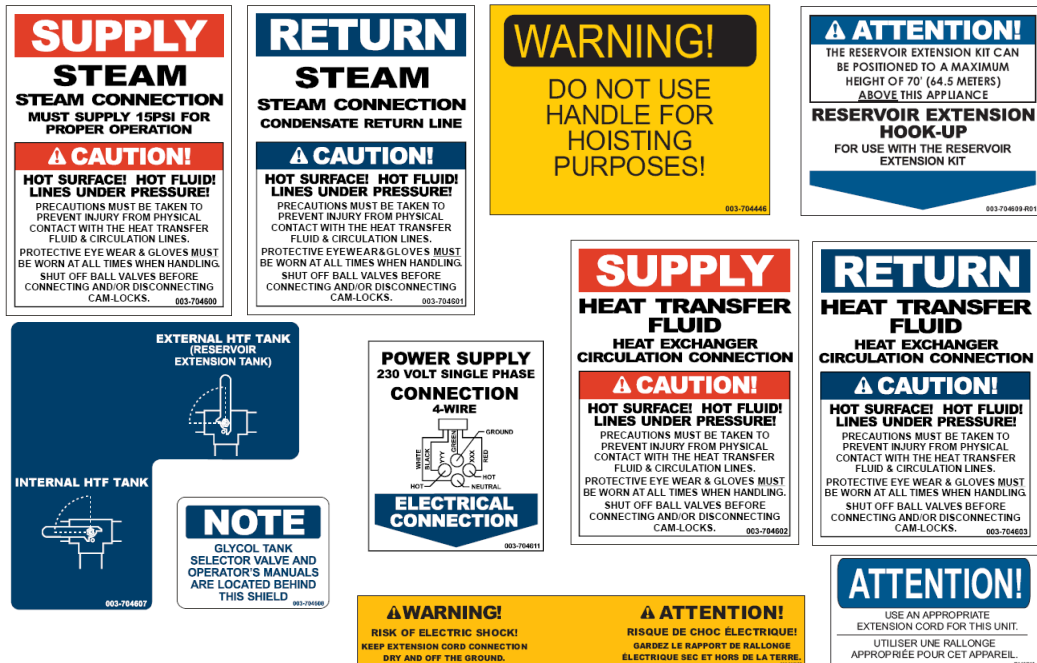 SUPPLY
STEAM
STEAM CONNECTION
MUST SUPPLY 15PSI FOR
PROPER OPERATION
CAUTION!
HOT SURFACE! HOT FLUID!
LINES UNDER PRESSURE!
PRECAUTIONS MUST BE TAKEN TO
PREVENT INJURY FROM PHYSICAL
CONTACT WITH THE HEAT TRANSFER
FLUID & CIRCULATION LINES.
PROTECTIVE EYE WEAR & GLOVES MUST
BE WORN AT ALL TIMES WHEN HANDLING.
SHUT OFF BALL VALVES BEFORE
CONNECTING AND/OR DISCONNECTING
CAM-LOCKS.
003-704600
RETURN
STEAM
STEAM CONNECTION
CONDENSATE RETURN LINE
CAUTION!
HOT SURFACE! HOT FLUID!
LINES UNDER PRESSURE!
PRECAUTIONS MUST BE TAKEN TO
PREVENT INJURY FROM PHYSICAL
CONTACT WITH THE HEAT TRANSFER
FLUID & CIRCULATION LINES.
PROTECTIVE EYEWEAR&GLOVES MUST
BE WORN AT ALL TIMES WHEN HANDLING.
SHUT OFF BALL VALVES BEFORE
CONNECTING AND/OR DISCONNECTING
CAM-LOCKS.
003-704601
WARNING!
DO NOT USE
HANDLE FOR
HOISTING
PURPOSES!
003-704446
ATTENTION!
THE RESERVOIR EXTENSION KIT CAN
BE POSITIONED TO A MAXIMUM
HEIGHT OF 70' (64.5 METERS)
ABOVE THIS APPLIANCE
RESERVOIR EXTENSION
HOOK-UP
FOR USE WITH THE RESERVOIR
EXTENSION KIT
003-704609-R01
EXTERNAL HTF TANK
(RESERVOIR
EXTENSION TANK)
INTERNAL HTF TANK
003-704607
NOTE
GLYCOL TANK
SELECTOR VALVE AND
OPERATOR'S MANUALS
ARE LOCATED BEHIND
THIS SHIELD
POWER SUPPLY
230 VOLT SINGLE PHASE
CONNECTION
4-WIRE
GROUND
WHITE
BLACK
YYY
GREEN
XXX
RED
HOT
HOT
NEUTRAL
ELECTRICAL
CONNECTION
003-704611
SUPPLY
HEAT TRANSFER
FLUID
HEAT EXCHANGER
CIRCULATION CONNECTION
CAUTION!
HOT SURFACE! HOT FLUID!
LINES UNDER PRESSURE!
PRECAUTIONS MUST BE TAKEN TO
PREVENT INJURY FROM PHYSICAL
CONTACT WITH THE HEAT TRANSFER
FLUID & CIRCULATION LINES.
PROTECTIVE EYE WEAR & GLOVES MUST
BE WORN AT ALL TIMES WHEN HANDLING.
SHUT OFF BALL VALVES BEFORE
CONNECTING AND/OR DISCONNECTING
CAM-LOCKS.
003-704602
RETURN
HEAT TRANSFER
FLUID
HEAT EXCHANGER
CIRCULATION CONNECTION
CAUTION!
HOT SURFACE! HOT FLUID!
LINES UNDER PRESSURE!
PRECAUTIONS MUST BE TAKEN TO
PREVENT INJURY FROM PHYSICAL
CONTACT WITH THE HEAT TRANSFER
FLUID & CIRCULATION LINES.
PROTECTIVE EYE WEAR & GLOVES MUST
BE WORN AT ALL TIMES WHEN HANDLING.
SHUT OFF BALL VALVES BEFORE
CONNECTING AND/OR DISCONNECTING
CAM-LOCKS.
003-704603
WARNING!
RISK OF ELECTRIC SHOCK!
KEEP EXTENSION CORD CONNECTION
DRY AND OFF THE GROUND.
ATTENTION!
RISQUE DE CHOC ÉLECTRIQUE!
GARDEZ LE RAPPORT DE RALLONGE
ÉLECTRIQUE SEC ET HORS DE LA TERRE.
ATTENTION!
USE AN APPROPRIATE
EXTENSION CORD FOR THIS UNIT.
UTILISER UNE RALLONGE
APPROPRIÉE POUR CET APPAREIL.